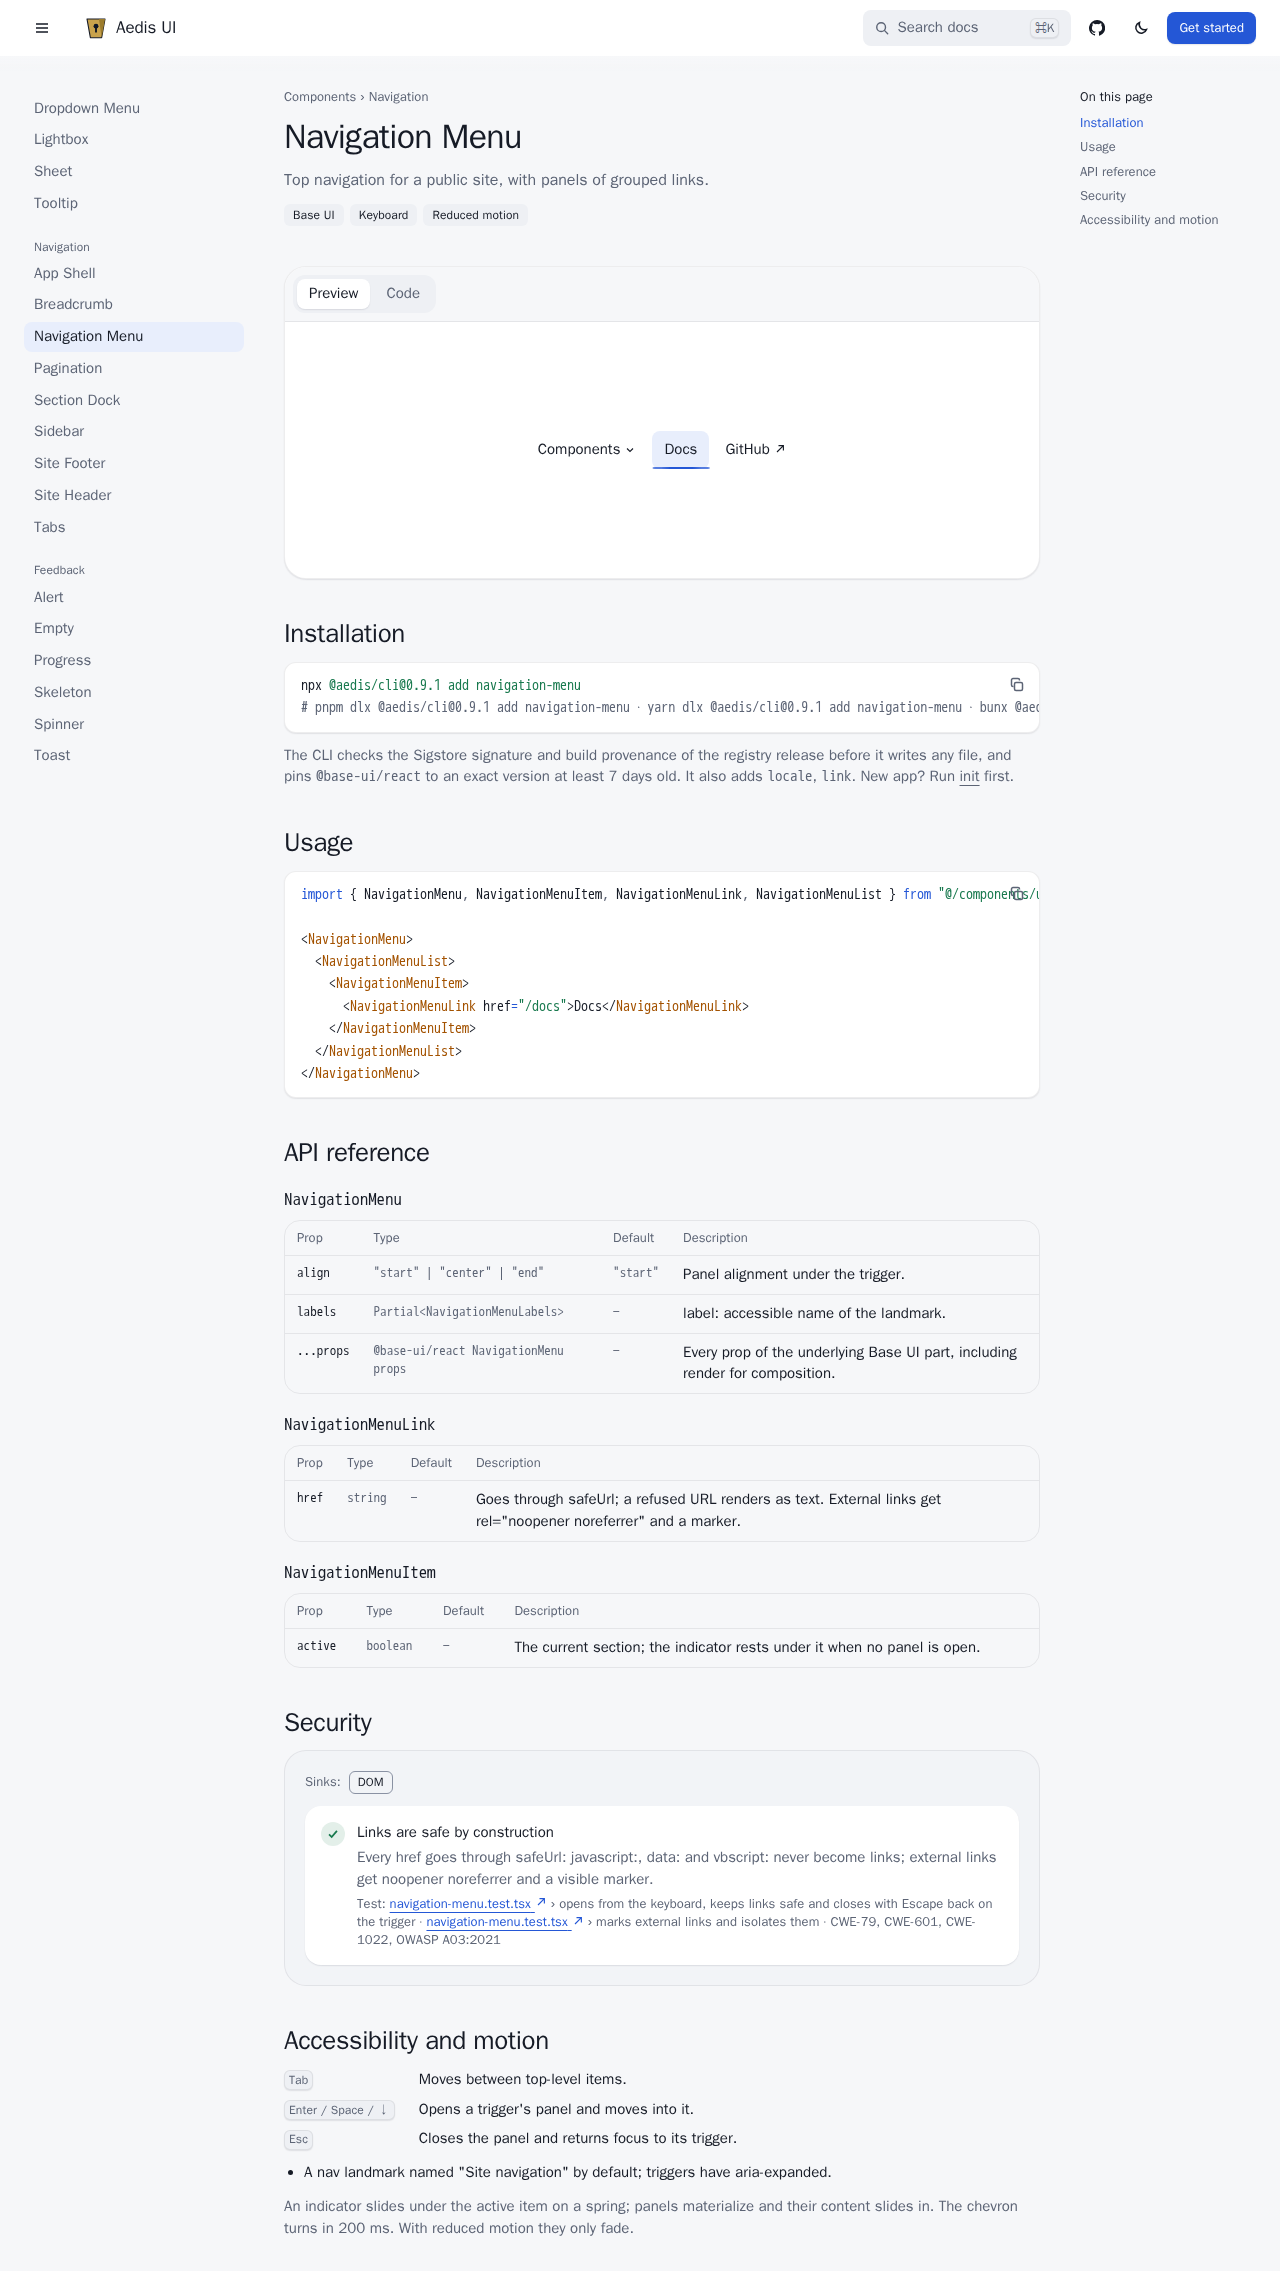 Aedis UI
Search docs
⌘K
Get started
Dropdown Menu
Lightbox
Sheet
Tooltip
Navigation
App Shell
Breadcrumb
Navigation Menu
Pagination
Section Dock
Sidebar
Site Footer
Site Header
Tabs
Feedback
Alert
Empty
Progress
Skeleton
Spinner
Toast
Components › Navigation
Navigation Menu
Top navigation for a public site, with panels of grouped links.
Base UI
Keyboard
Reduced motion
Preview
Code
Components
Docs
GitHub ↗
Installation
npx @aedis/cli@0.9.1 add navigation-menu
# pnpm dlx @aedis/cli@0.9.1 add navigation-menu · yarn dlx @aedis/cli@0.9.1 add navigation-menu · bunx
The CLI checks the Sigstore signature and build provenance of the registry release before it writes any file, and
pins @base-ui/react to an exact version at least 7 days old. It also adds locale, link. New app? Run init first.
Usage
import { NavigationMenu, NavigationMenuItem, NavigationMenuLink, NavigationMenuList } from "@/components/
<NavigationMenu>
<NavigationMenuList>
<NavigationMenuItem>
<NavigationMenuLink href="/docs">Docs</NavigationMenuLink>
</NavigationMenuItem>
</NavigationMenuList>
</NavigationMenu>
API reference
NavigationMenu
Prop Type Default Description
align "start" | "center" | "end" "start" Panel alignment under the trigger.
labels Partial<NavigationMenuLabels> — label: accessible name of the landmark.
...props @base-ui/react NavigationMenu props — Every prop of the underlying Base UI part, including
render for composition.
NavigationMenuLink
Prop Type Default Description
href string — Goes through safeUrl; a refused URL renders as text. External links get
rel="noopener noreferrer" and a marker.
NavigationMenuItem
Prop Type Default Description
active boolean — The current section; the indicator rests under it when no panel is open.
Security
Sinks: DOM
Links are safe by construction
Every href goes through safeUrl: javascript:, data: and vbscript: never become links; external links
get noopener noreferrer and a visible marker.
Test: navigation-menu.test.tsx ↗ › opens from the keyboard, keeps links safe and closes with Escape back on
the trigger · navigation-menu.test.tsx ↗ › marks external links and isolates them · CWE-79, CWE-601, CWE-
1022, OWASP A03:2021
Accessibility and motion
Tab Moves between top-level items.
Enter / Space / ↓ Opens a trigger's panel and moves into it.
Esc Closes the panel and returns focus to its trigger.
• A nav landmark named "Site navigation" by default; triggers have aria-expanded.
An indicator slides under the active item on a spring; panels materialize and their content slides in. The chevron
turns in 200 ms. With reduced motion they only fade.
On this page
Installation
Usage
API reference
Security
Accessibility and motion